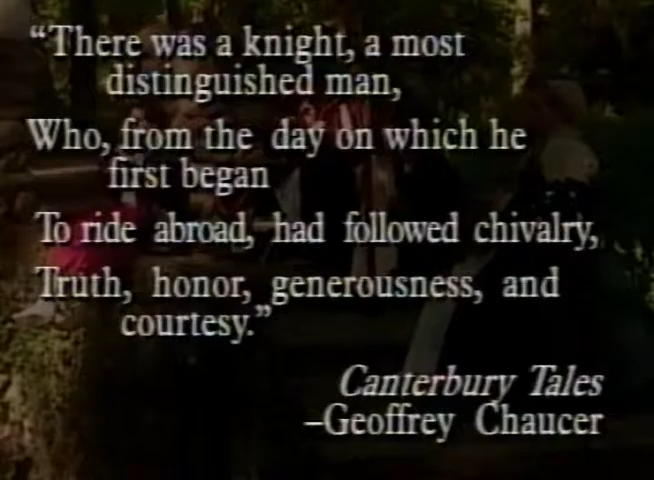 “There was a knight, a most
distinguished man,
Who, from the day on which he
first began
To ride abroad, had followed chivalry,
Truth, honor, generousness, and
courtesy.”
Canterbury Tales
–Geoffrey Chaucer